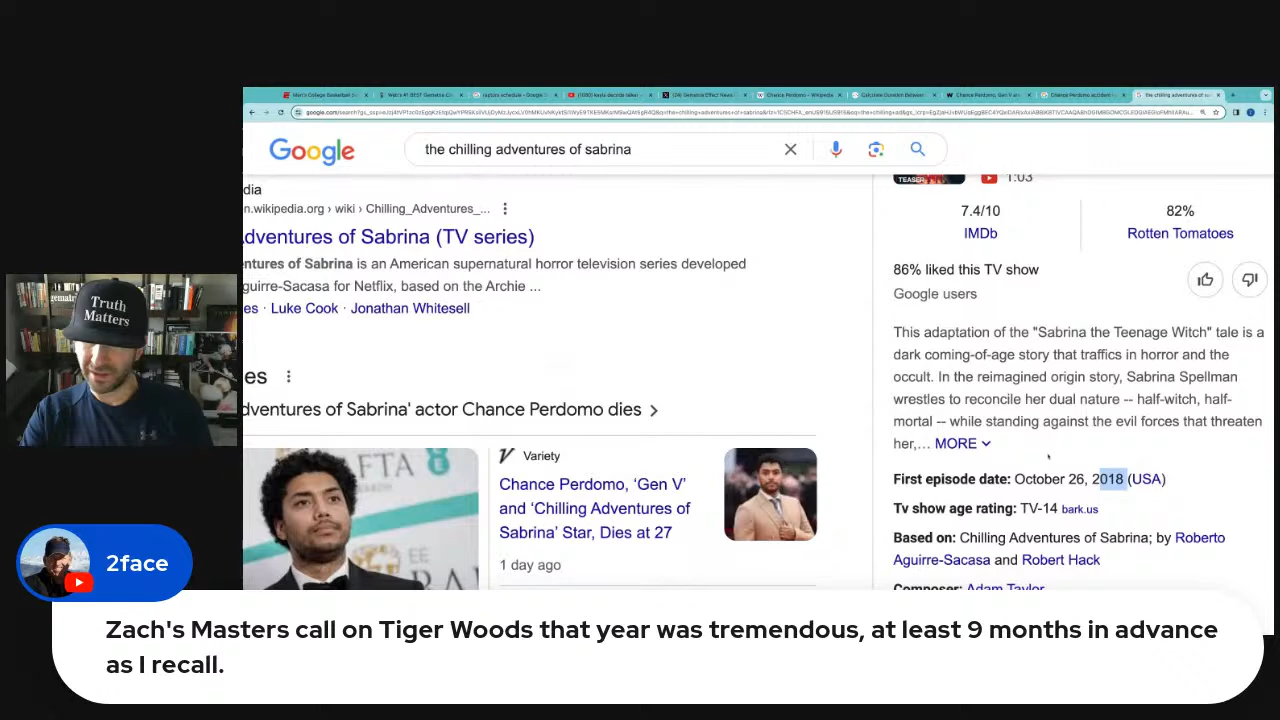 Google
the chilling adventures of sabrina
dia
n.wikipedia.org › wiki › Chilling_Adventures_...
dventures of Sabrina (TV series)
ntures of Sabrina is an American supernatural horror television series developed
guirre-Sacasa for Netflix, based on the Archie ...
es · Luke Cook · Jonathan Whitesell
es
dventures of Sabrina' actor Chance Perdomo dies
Variety
Chance Perdomo, ‘Gen V’
and ‘Chilling Adventures of
Sabrina’ Star, Dies at 27
1 day ago
TEASER
1:03
7.4/10
IMDb
82%
Rotten Tomatoes
86% liked this TV show
Google users
This adaptation of the "Sabrina the Teenage Witch" tale is a
dark coming-of-age story that traffics in horror and the
occult. In the reimagined origin story, Sabrina Spellman
wrestles to reconcile her dual nature -- half-witch, half-
mortal -- while standing against the evil forces that threaten
her,... MORE
First episode date: October 26, 2018 (USA)
Tv show age rating: TV-14 bark.us
Based on: Chilling Adventures of Sabrina; by Roberto
Aguirre-Sacasa and Robert Hack
Composer: Adam Taylor
Truth
Matters
2face
Zach's Masters call on Tiger Woods that year was tremendous, at least 9 months in advance
as I recall.